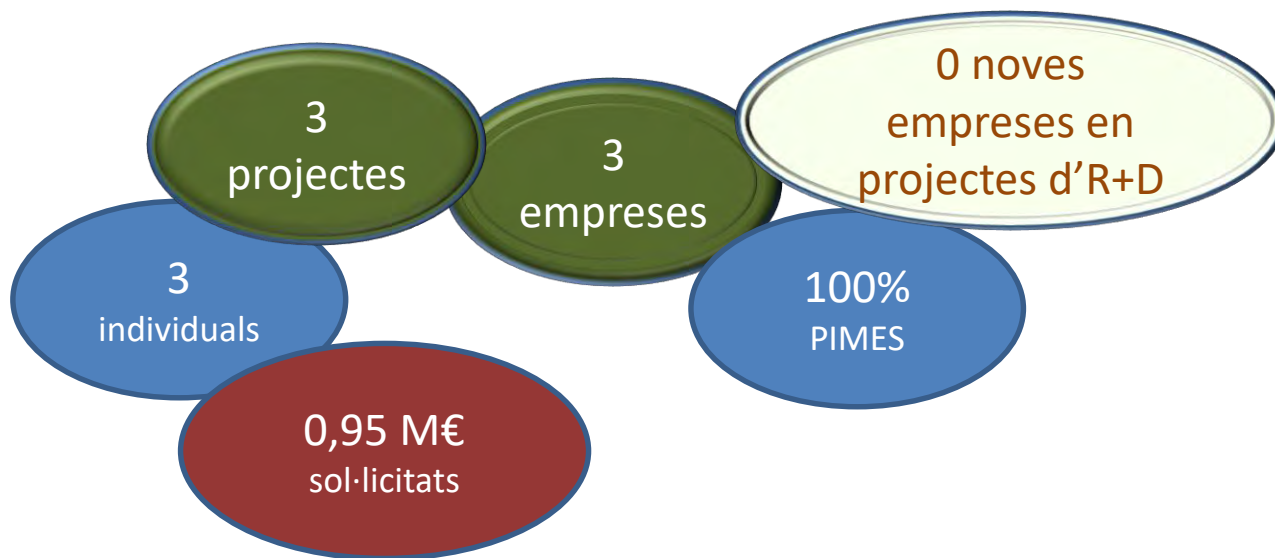 3
projectes
3
empreses
0 noves
empreses en
projectes d’R+D
3
individuals
100%
PIMES
0,95 M€
sol·licitats